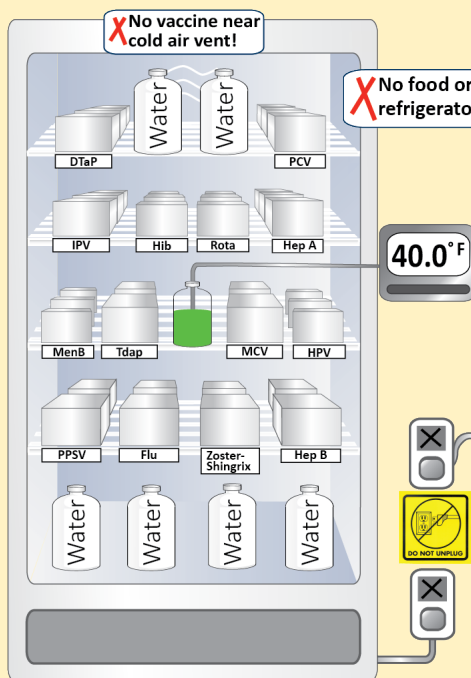 No vaccine near
cold air vent!
No food or
refrigerato
Water
Water
DTaP
PCV
IPV
Hib
Rota
Hep A
40.0°F
MenB
Tdap
MCV
HPV
PPSV
Flu
Zoster-
Shingrix
Hep B
Water
Water
Water
Water
DO NOT UNPLUG